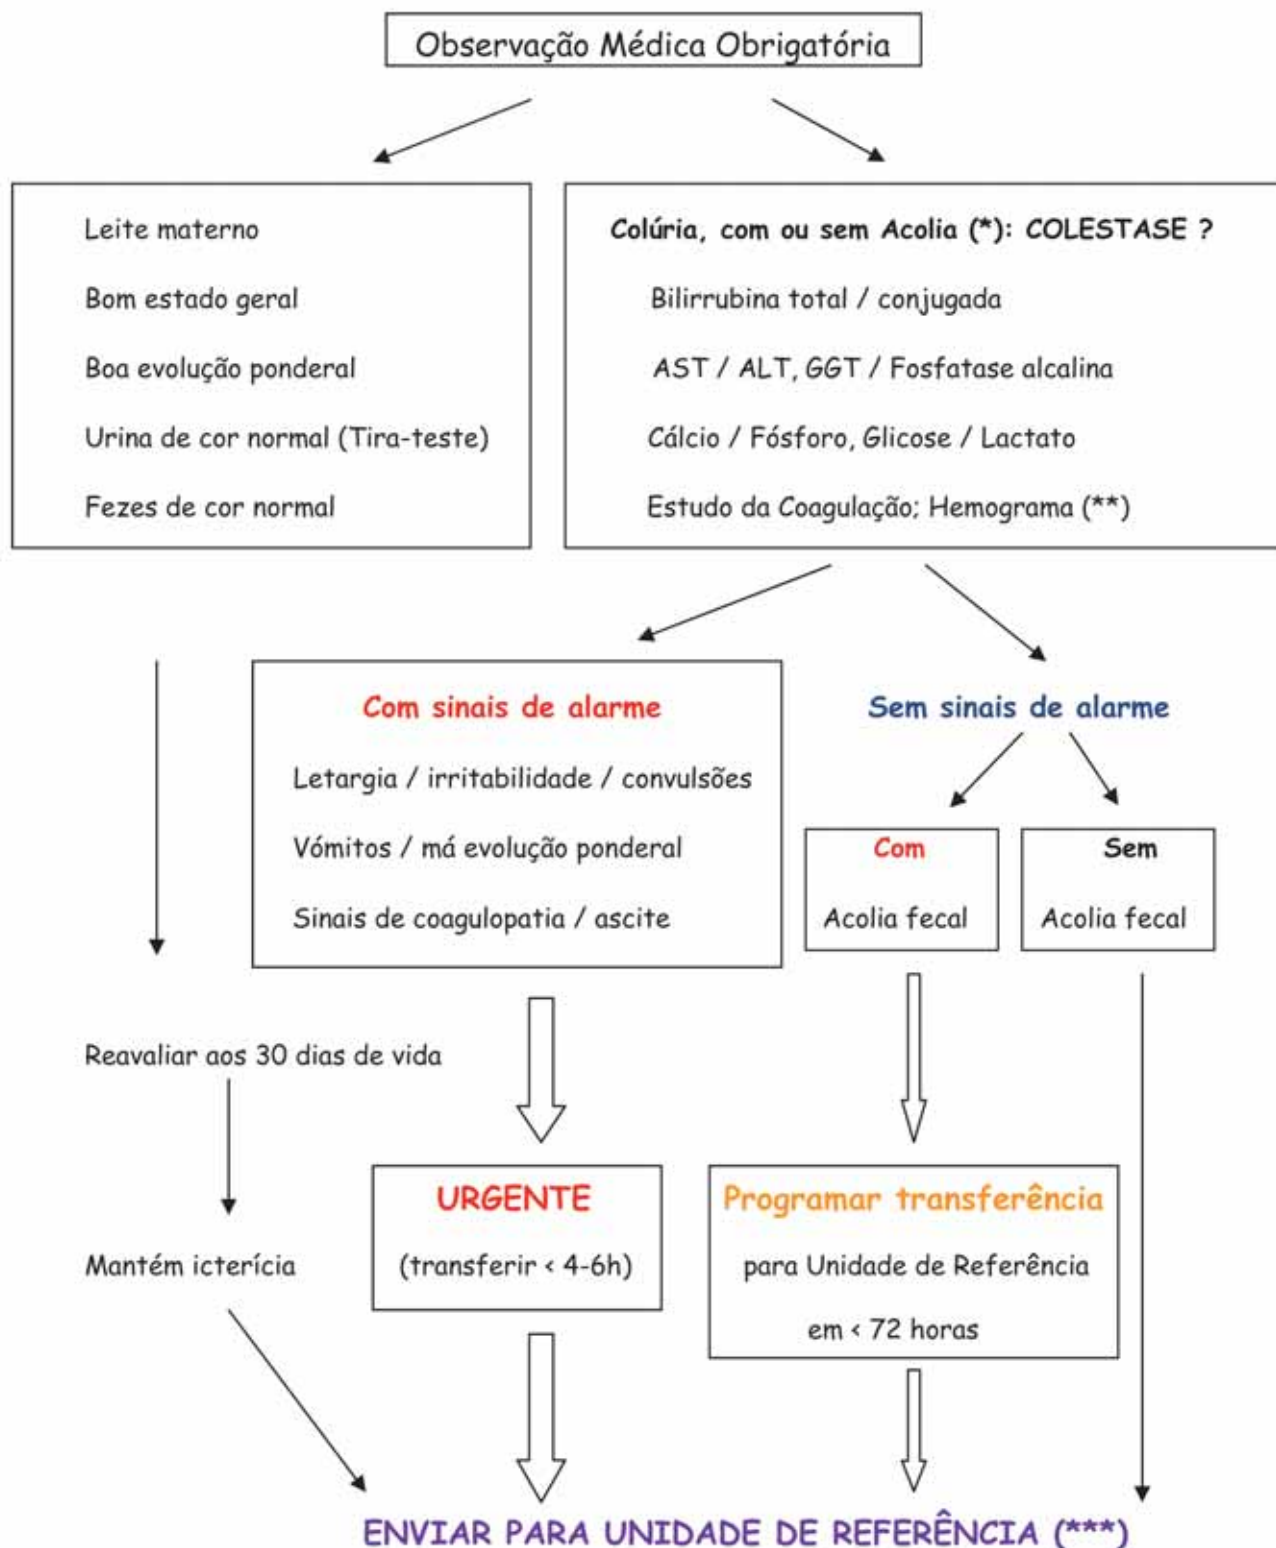 Observação Médica Obrigatória
Leite materno
Bom estado geral
Boa evolução ponderal
Urina de cor normal (Tira-teste)
Fezes de cor normal
Colúria, com ou sem Acolia (*): COLESTASE ?
Bilirrubina total / conjugada
AST / ALT, GGT / Fosfatase alcalina
Cálcio / Fósforo, Glicose / Lactato
Estudo da Coagulação; Hemograma (**)
Com sinais de alarme
Letargia / irritabilidade / convulsões
Vómitos / má evolução ponderal
Sinais de coagulopatia / ascite
Sem sinais de alarme
Com
Acolia fecal
Sem
Acolia fecal
Reavaliar aos 30 dias de vida
Mantém icterícia
URGENTE
(transferir < 4-6h)
Programar transferência
para Unidade de Referência
em < 72 horas
ENVIAR PARA UNIDADE DE REFERÊNCIA (***)